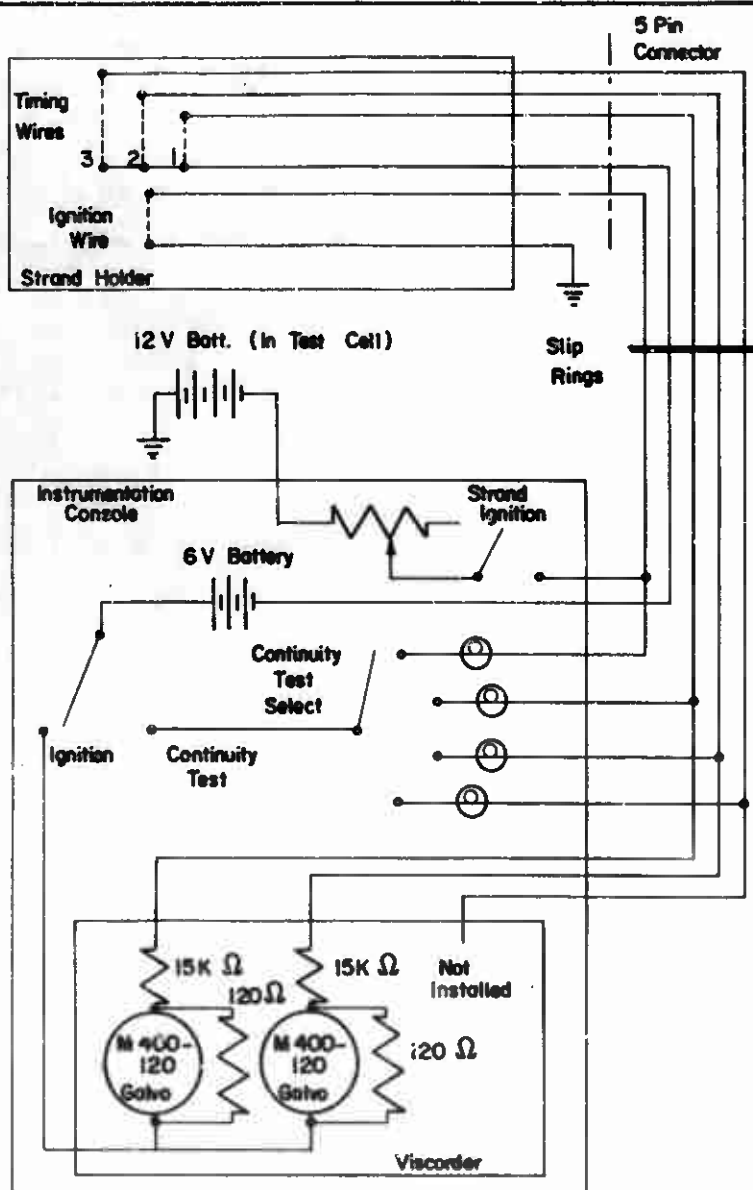 5 Pin
Connector
Timing
Wires
3 2 1
Ignition
Wire
Strand Holder
12 V Batt. (In Test Cell)
Slip
Rings
Instrumentation
Console
Strand
Ignition
6 V Battery
Continuity
Test
Select
Ignition
Continuity
Test
15K Ω
120 Ω
15K Ω
Not
Installed
M 400-
120
Galvo
M 400-
120
Galvo
120 Ω
Viscorder